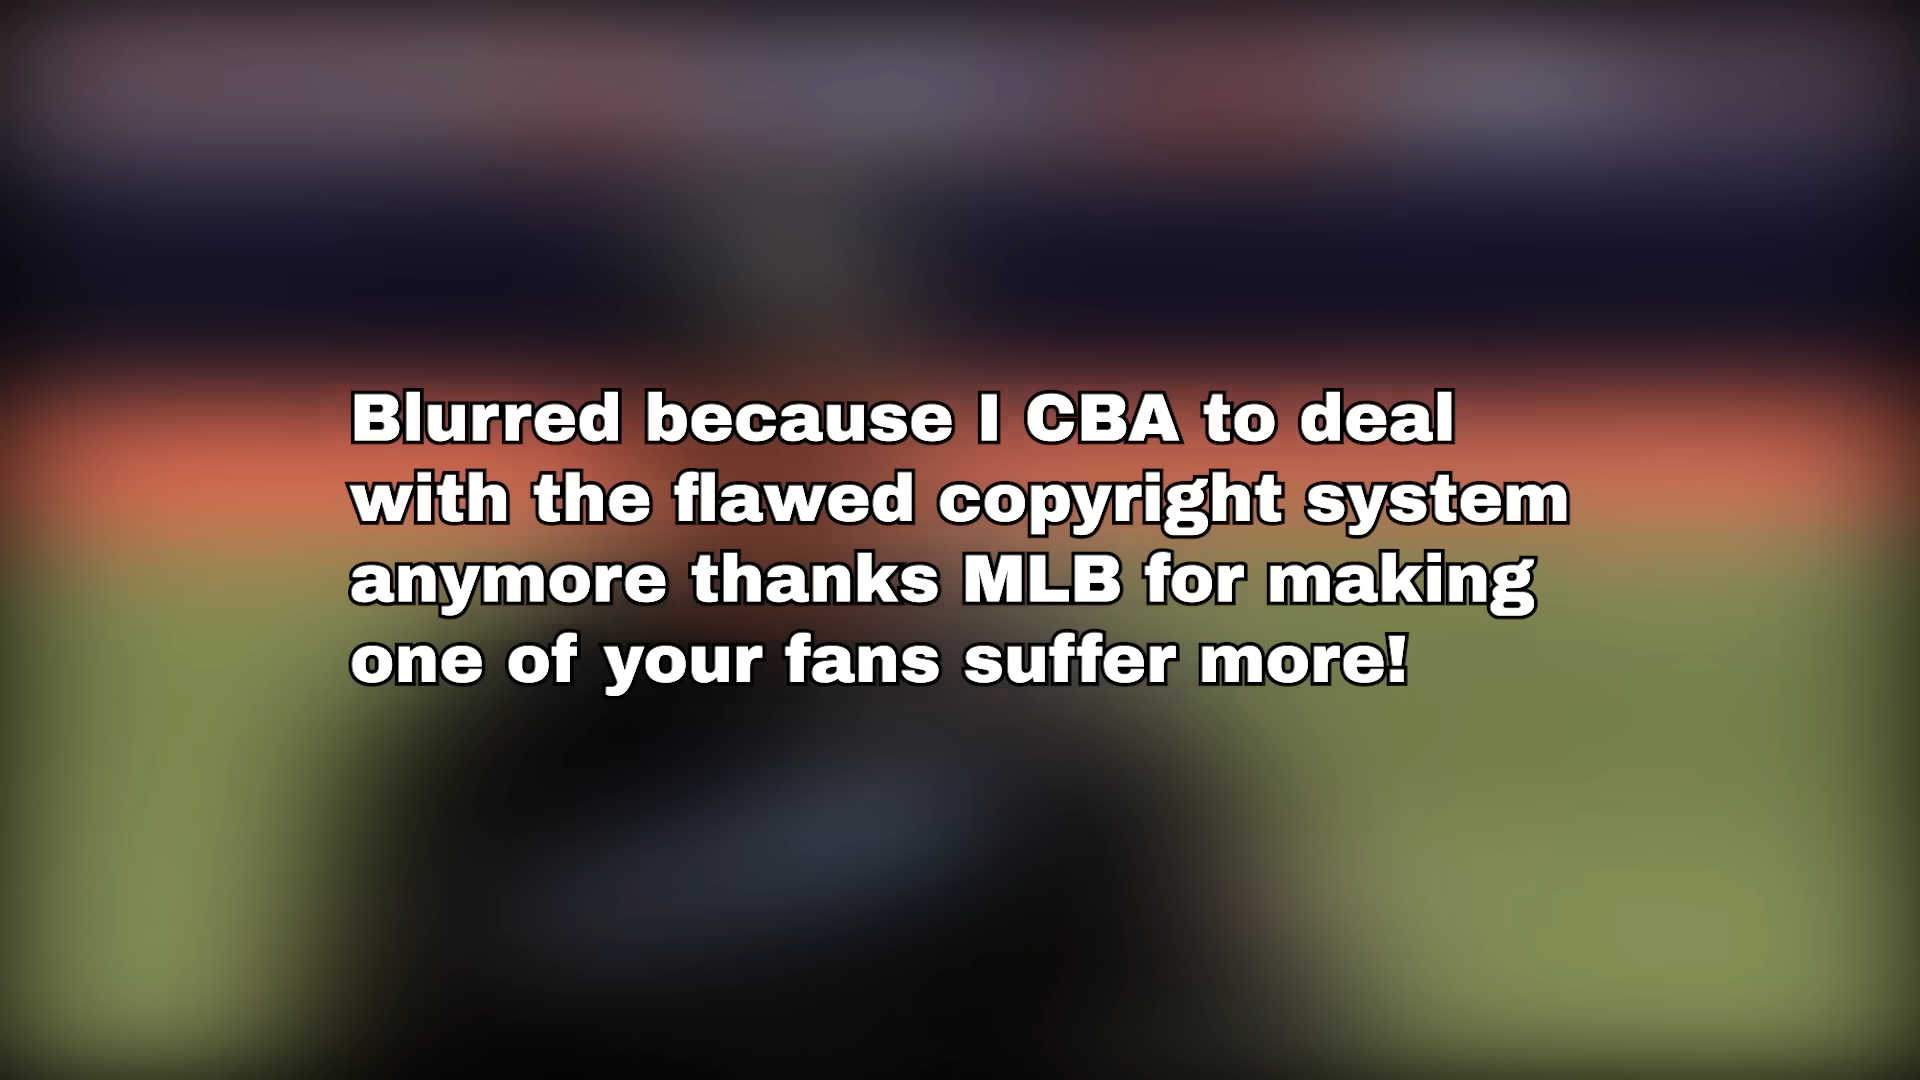 Blurred because I CBA to deal
with the flawed copyright system
anymore thanks MLB for making
one of your fans suffer more!